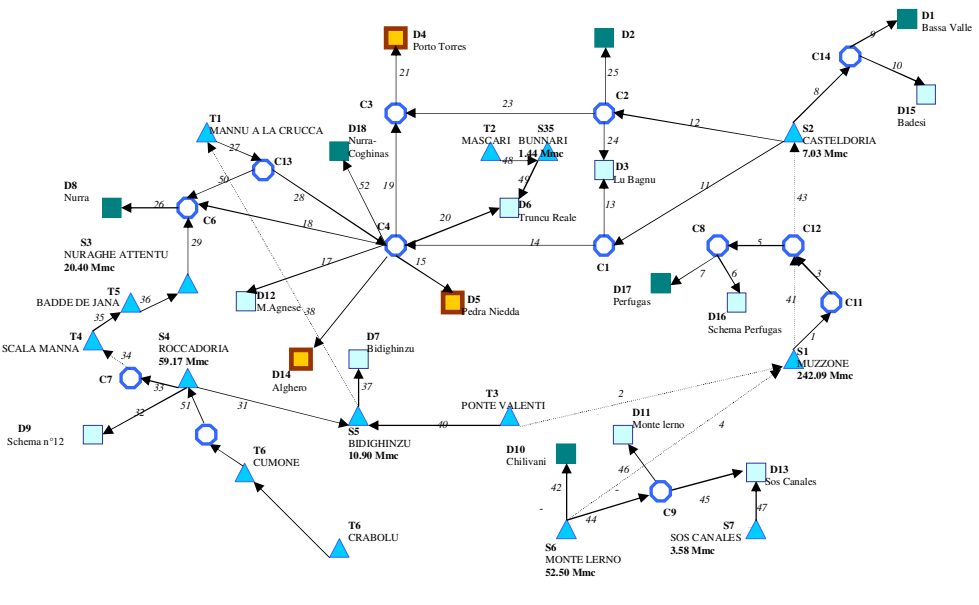 D1
Bassa Valle
9
D4
Porto Torres
D2
C14
10
21
25
8
D15
Badesi
C3
23
C2
12
T1
MANNU A LA CRUCCA
27
D18
Nurra-
Coghinas
T2
MASCARI
48
S35
BUNNARI
1.44 Mmc
24
S2
CASTELDORIA
7.03 Mmc
C13
50
28
52
19
49
D3
Lu Bagnu
11
D8
Nurra
26
C6
18
C4
20
D6
Truncu Reale
13
43
S3
NURAGHE ATTENTU
20.40 Mmc
29
17
15
14
C1
C8
5
C12
T5
BADDE DE JANA
36
D12
M.Agnese
38
D5
Pedra Niedda
D17
Perfugas
7
6
D16
Schema Perfugas
41
3
C11
35
T4
SCALA MANNA
34
S4
ROCCADORIA
59.17 Mmc
D7
Bidighinzu
1
S1
MUZZONE
242.09 Mmc
C7
33
D14
Alghero
37
T3
PONTE VALENTI
2
32
51
31
40
4
D9
Schema n°12
S5
BIDIGHINZU
10.90 Mmc
D11
Monte lerno
T6
CUMONE
D10
Chilivani
46
D13
Sos Canales
42
44
C9
45
47
T6
CRABOLU
S6
MONTE LERNO
52.50 Mmc
S7
SOS CANALES
3.58 Mmc